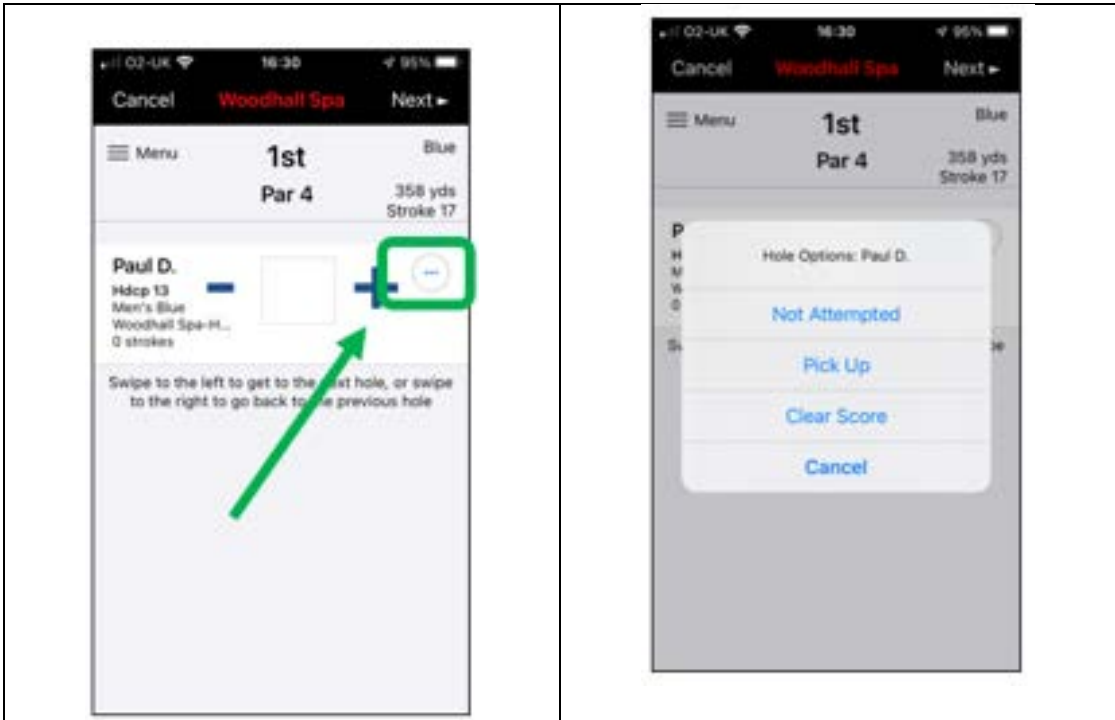 O2-UK 16:30 95%
Cancel Woodhall Spa Next
Menu 1st Blue
Par 4 358 yds
Stroke 17
Paul D.
Hdcp 13
Men's Blue
Woodhall Spa-H...
0 strokes
Swipe to the left to get to the hole, or swipe
to the right to go back to previous hole
O2-UK 16:30 95%
Cancel Woodhall Spa Next
Menu 1st Blue
Par 4 358 yds
Stroke 17
P
H
M
W
0
Hole Options: Paul D.
Not Attempted
Pick Up
Clear Score
Cancel